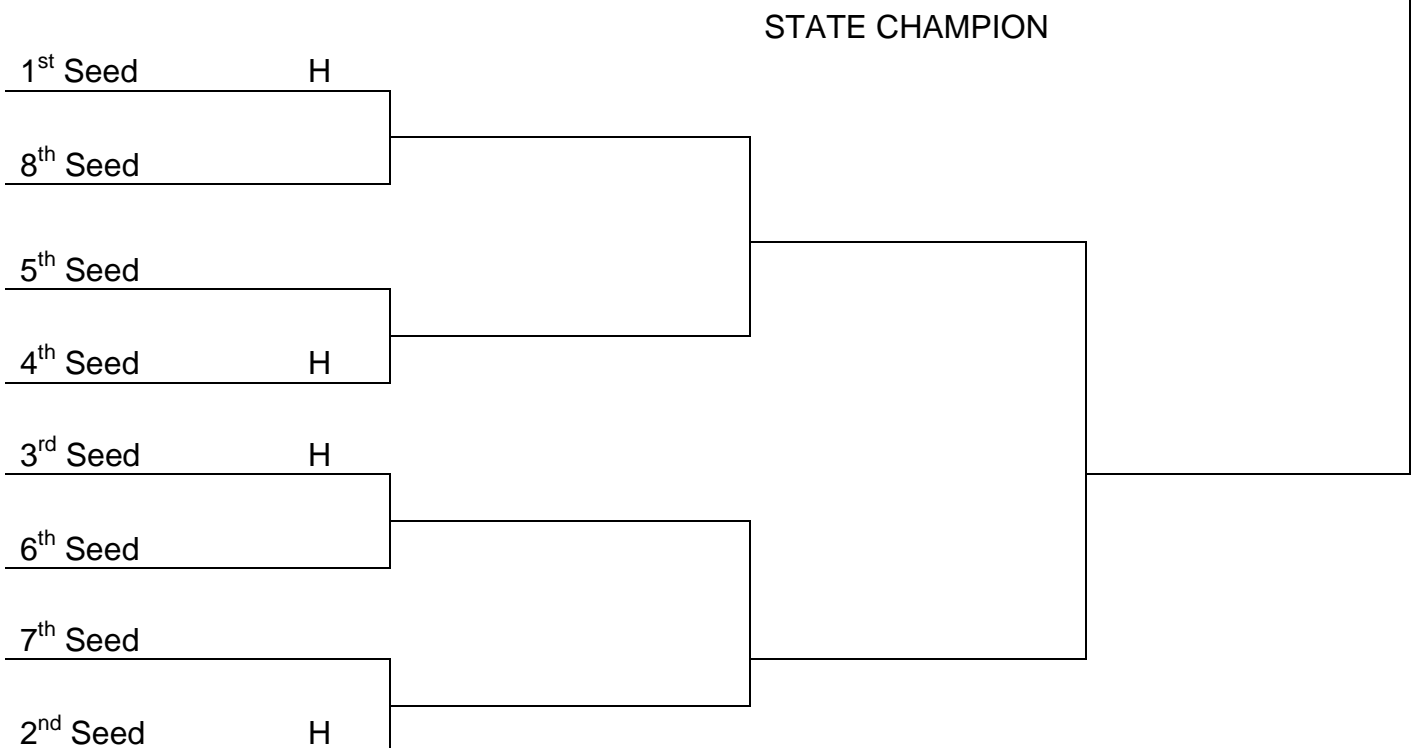 STATE CHAMPION
1st Seed H
8th Seed
5th Seed
4th Seed H
3rd Seed H
6th Seed
7th Seed
2nd Seed H